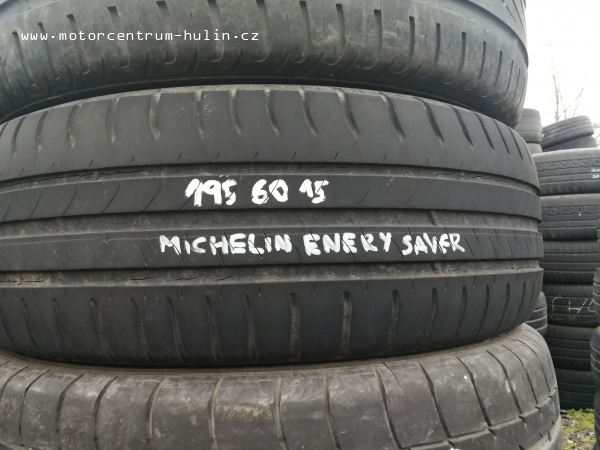 www.motorcentrum-hulin.cz
195 60 15
MICHELIN ENERY SAVER